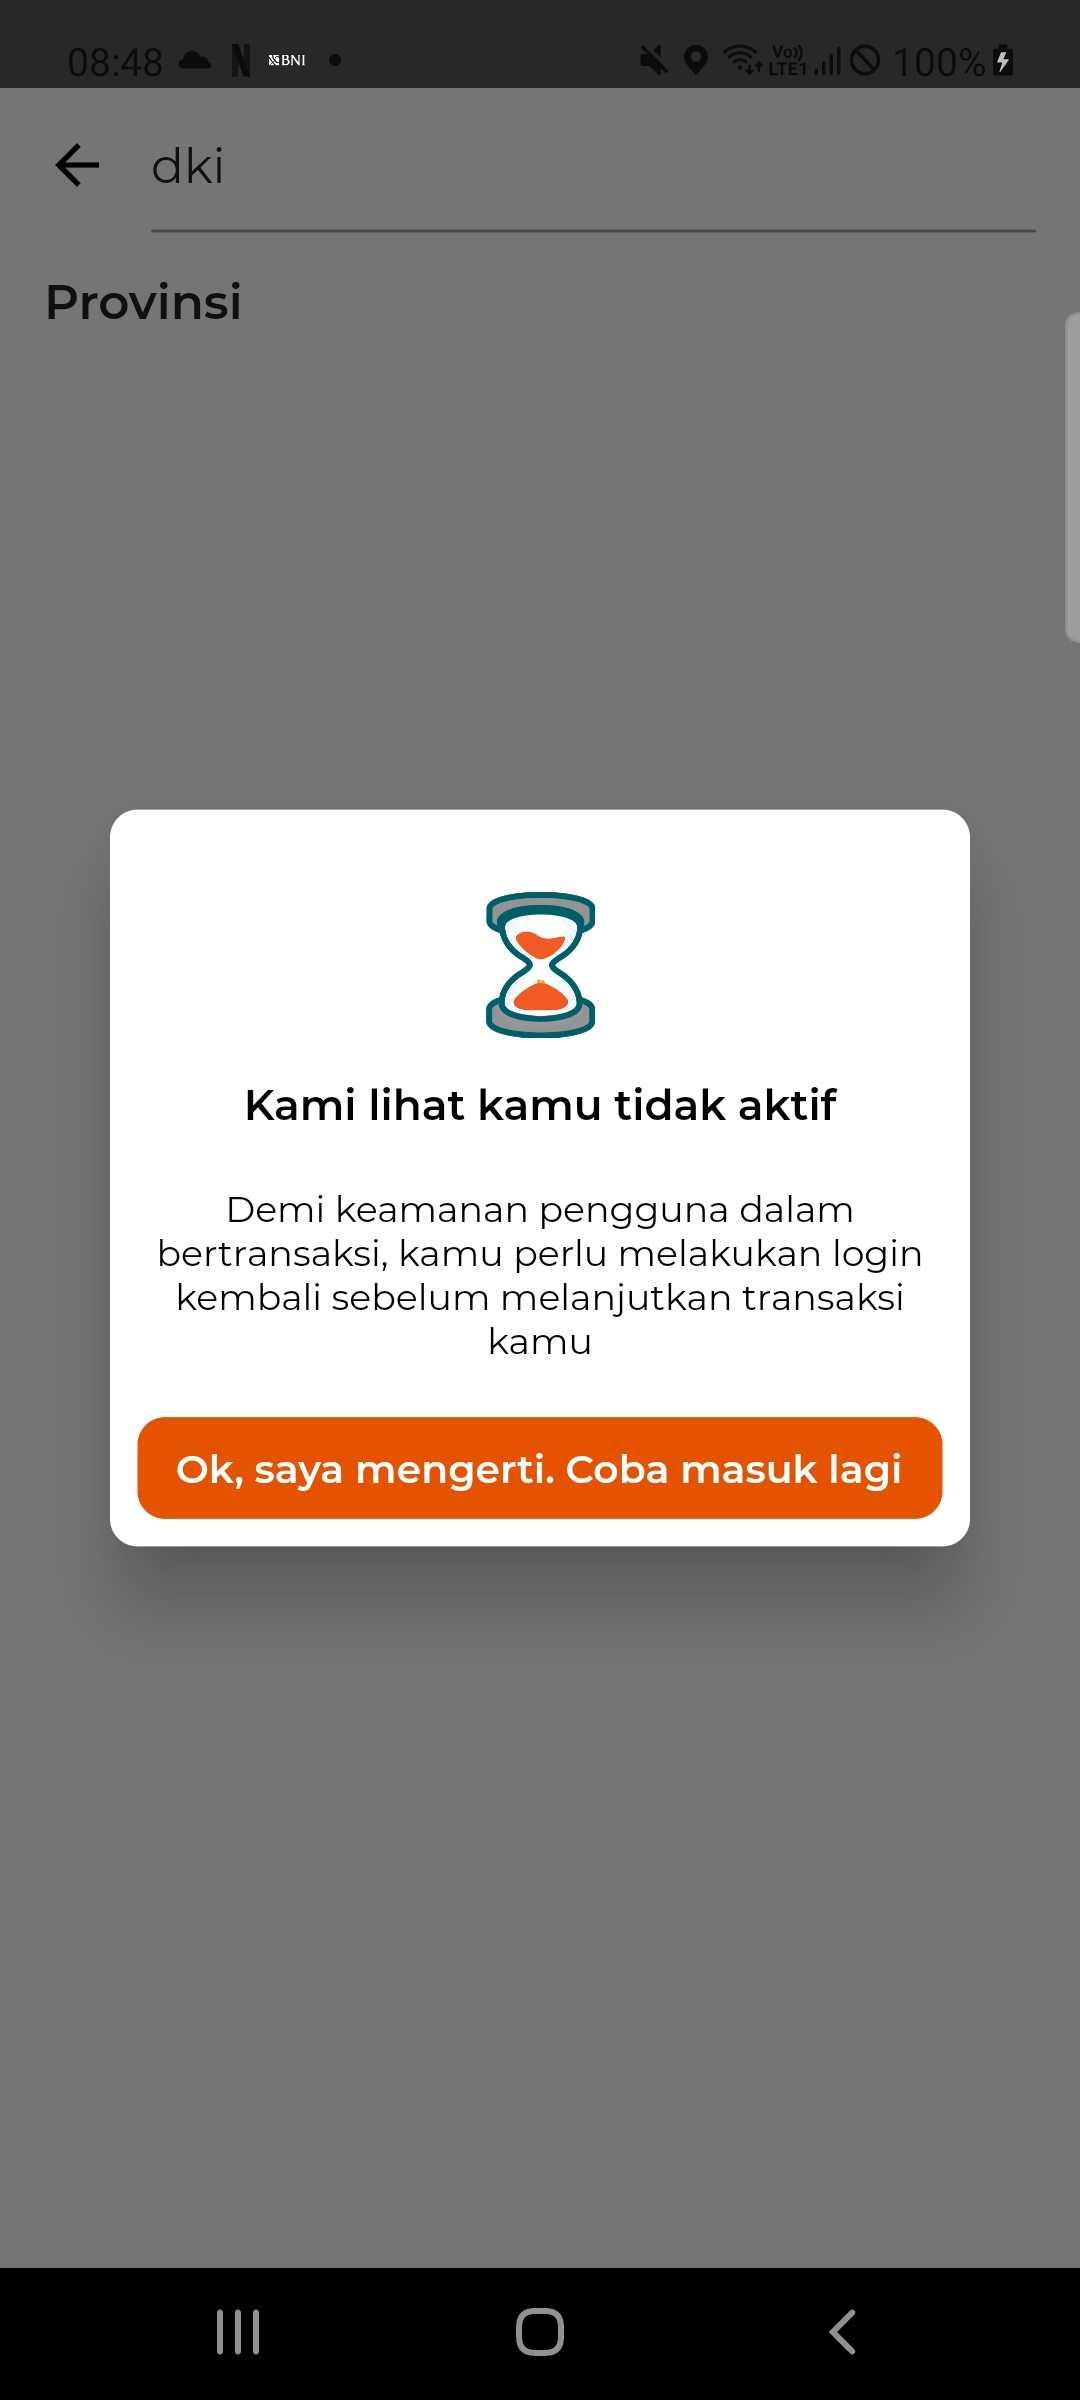 08:48 N BNI Vo)) LTE1 100%
dki
Provinsi
Kami lihat kamu tidak aktif
Demi keamanan pengguna dalam
bertransaksi, kamu perlu melakukan login
kembali sebelum melanjutkan transaksi
kamu
Ok, saya mengerti. Coba masuk lagi